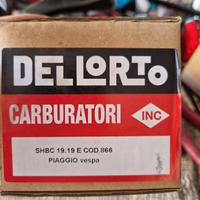 DELLORTO
CARBURATORI
INC
SHBC 19.19 E COD.866
PIAGGIO vespa